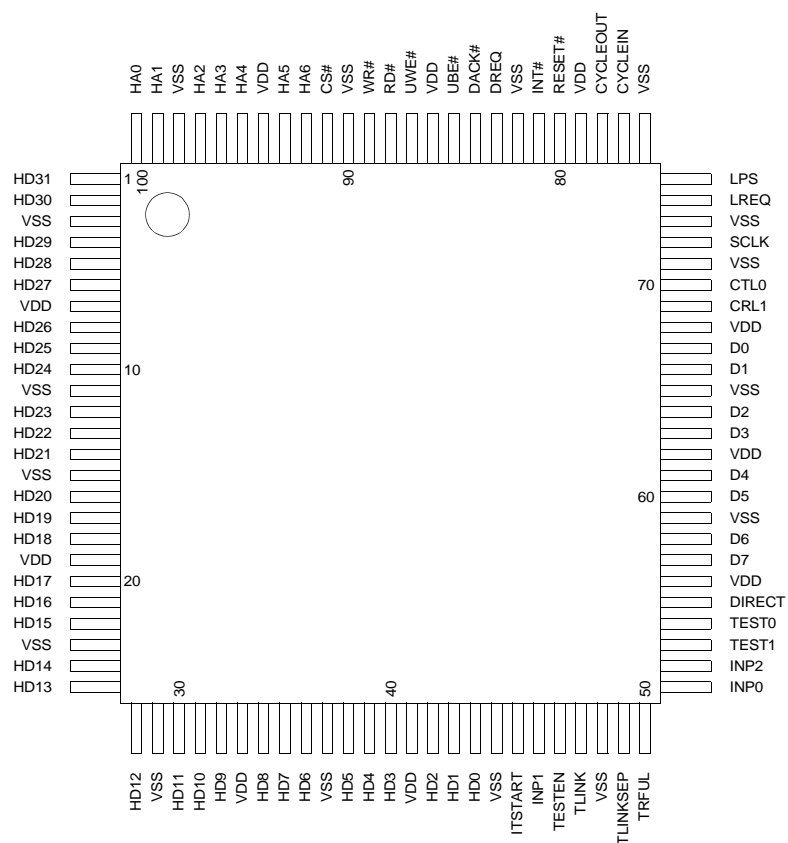 HA0
HA1
VSS
HA2
HA3
HA4
VDD
HA5
HA6
CS#
VSS
WR#
RD#
UWE#
VDD
UBE#
DACK#
DREQ
VSS
INT#
RESET#
VDD
CYCLEOUT
CYCLEIN
VSS
HD31
HD30
VSS
HD29
HD28
HD27
VDD
HD26
HD25
HD24
VSS
HD23
HD22
HD21
VSS
HD20
HD19
HD18
VDD
HD17
HD16
HD15
VSS
HD14
HD13
1
100
90
80
10
20
30
40
50
60
70
LPS
LREQ
VSS
SCLK
VSS
CTL0
CRL1
VDD
D0
D1
VSS
D2
D3
VDD
D4
D5
VSS
D6
D7
VDD
DIRECT
TEST0
TEST1
INP2
INP0
HD12
VSS
HD11
HD10
HD9
VDD
HD8
HD7
HD6
VSS
HD5
HD4
HD3
VDD
HD2
HD1
HD0
VSS
ITSTART
INP1
TESTEN
TLINK
VSS
TLINKSEP
TRFUL